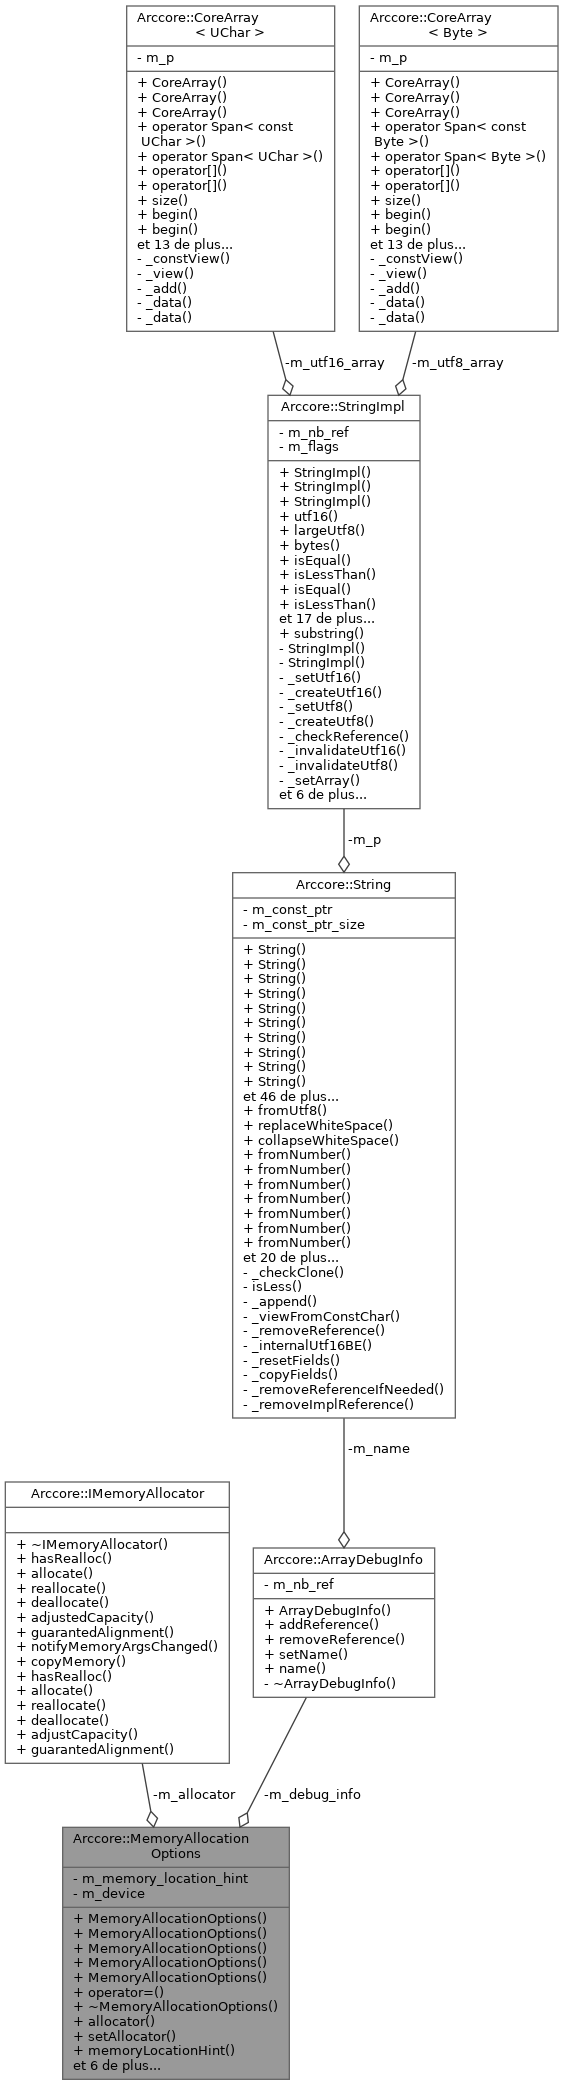 Arccore::CoreArray
< UChar >
- m_p
+ CoreArray()
+ CoreArray()
+ CoreArray()
+ operator Span< const
UChar >()
+ operator Span< UChar >()
+ operator[]()
+ operator[]()
+ size()
+ begin()
+ begin()
et 13 de plus...
- _constView()
- _view()
- _add()
- _data()
- _data()
Arccore::CoreArray
< Byte >
- m_p
+ CoreArray()
+ CoreArray()
+ CoreArray()
+ operator Span< const
Byte >()
+ operator Span< Byte >()
+ operator[]()
+ operator[]()
+ size()
+ begin()
+ begin()
et 13 de plus...
- _constView()
- _view()
- _add()
- _data()
- _data()
-m_utf16_array
-m_utf8_array
Arccore::StringImpl
- m_nb_ref
- m_flags
+ StringImpl()
+ StringImpl()
+ StringImpl()
+ utf16()
+ largeUtf8()
+ bytes()
+ isEqual()
+ isLessThan()
+ isEqual()
+ isLessThan()
et 17 de plus...
+ substring()
- StringImpl()
- StringImpl()
- _setUtf16()
- _createUtf16()
- _setUtf8()
- _createUtf8()
- _checkReference()
- _invalidateUtf16()
- _invalidateUtf8()
- _setArray()
et 6 de plus...
-m_p
Arccore::String
- m_const_ptr
- m_const_ptr_size
+ String()
+ String()
+ String()
+ String()
+ String()
+ String()
+ String()
+ String()
+ String()
+ String()
et 46 de plus...
+ fromUtf8()
+ replaceWhiteSpace()
+ collapseWhiteSpace()
+ fromNumber()
+ fromNumber()
+ fromNumber()
+ fromNumber()
+ fromNumber()
+ fromNumber()
+ fromNumber()
et 20 de plus...
- _checkClone()
- isLess()
- _append()
- _viewFromConstChar()
- _removeReference()
- _internalUtf16BE()
- _resetFields()
- _copyFields()
- _removeReferenceIfNeeded()
- _removeImplReference()
-m_name
Arccore::IMemoryAllocator
+ ~IMemoryAllocator()
+ hasRealloc()
+ allocate()
+ reallocate()
+ deallocate()
+ adjustedCapacity()
+ guarantedAlignment()
+ notifyMemoryArgsChanged()
+ copyMemory()
+ hasRealloc()
+ allocate()
+ reallocate()
+ deallocate()
+ adjustCapacity()
+ guarantedAlignment()
Arccore::ArrayDebugInfo
- m_nb_ref
+ ArrayDebugInfo()
+ addReference()
+ removeReference()
+ setName()
+ name()
- ~ArrayDebugInfo()
-m_allocator
-m_debug_info
Arccore::MemoryAllocation
Options
- m_memory_location_hint
- m_device
+ MemoryAllocationOptions()
+ MemoryAllocationOptions()
+ MemoryAllocationOptions()
+ MemoryAllocationOptions()
+ MemoryAllocationOptions()
+ operator=()
+ ~MemoryAllocationOptions()
+ allocator()
+ setAllocator()
+ memoryLocationHint()
et 6 de plus...